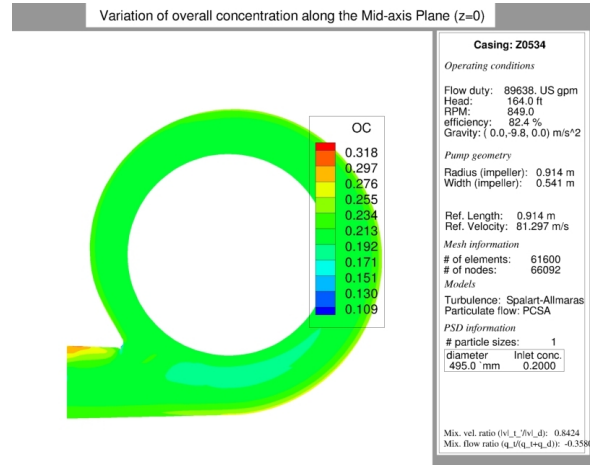 Variation of overall concentration along the Mid-axis Plane (z=0)
OC
0.318
0.297
0.276
0.255
0.234
0.213
0.192
0.171
0.151
0.130
0.109
Casing: Z0534
Operating conditions
Flow duty: 89638. US gpm
Head: 164.0 ft
RPM: 849.0
efficiency: 82.4 %
Gravity: ( 0.0,-9.8, 0.0) m/s^2
Pump geometry
Radius (impeller): 0.914 m
Width (impeller): 0.541 m
Ref. Length: 0.914 m
Ref. Velocity: 81.297 m/s
Mesh information
# of elements: 61600
# of nodes: 66092
Models
Turbulence: Spalart-Allmaras
Particulate flow: PCSA
PSD information
# particle sizes: 1
diameter Inlet conc.
495.0 `mm 0.2000
Mix. vel. ratio (|v|_t_'/|v|_d): 0.8424
Mix. flow ratio (q_t/(q_t+q_d)): -0.3580